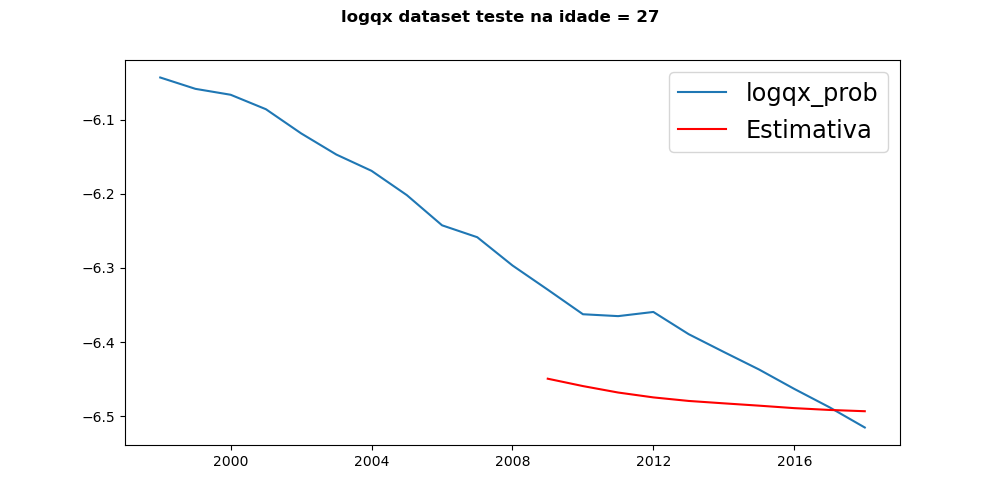 logqx dataset teste na idade = 27
logqx_prob
Estimativa
−6.1
−6.2
−6.3
−6.4
−6.5
2000 2004 2008 2012 2016